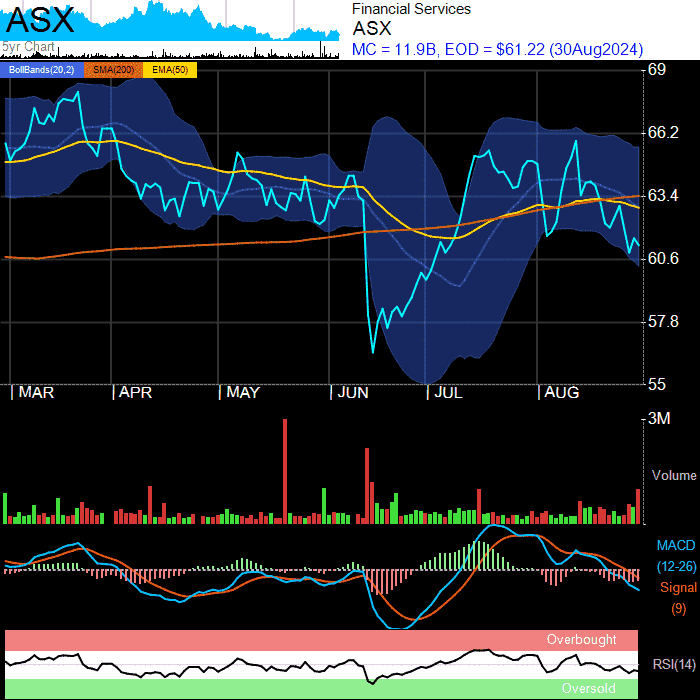 ASX
5yr Chart
Financial Services
ASX
MC = 11.9B, EOD = $61.22 (30Aug2024)
BollBands(20,2) SMA(200) EMA(50)
69
66.2
63.4
60.6
57.8
55
MAR APR MAY JUN JUL AUG
3M
Volume
MACD
(12-26)
Signal
(9)
Overbought
RSI(14)
Oversold